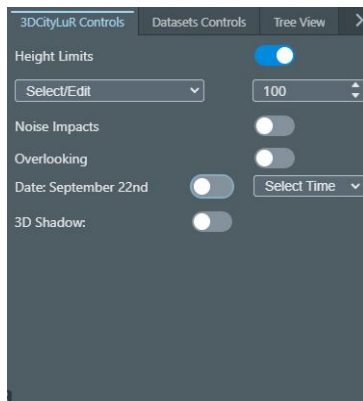 3DCityLuR Controls Datasets Controls Tree View
Height Limits
Select/Edit 100
Noise Impacts
Overlooking
Date: September 22nd Select Time
3D Shadow: